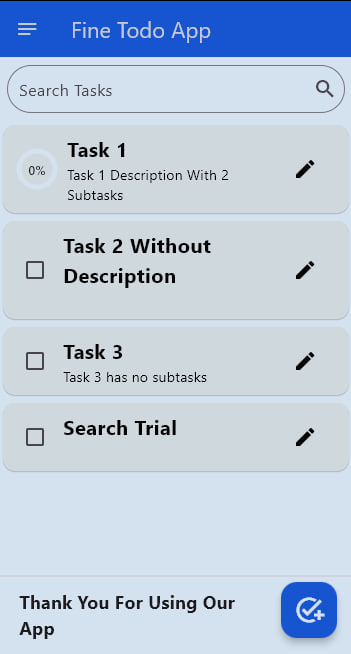 Fine Todo App
Search Tasks
0%
Task 1
Task 1 Description With 2
Subtasks
Task 2 Without
Description
Task 3
Task 3 has no subtasks
Search Trial
Thank You For Using Our
App